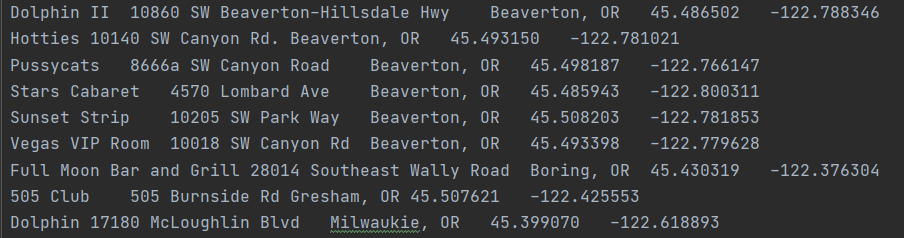 Dolphin II 10860 SW Beaverton-Hillsdale Hwy Beaverton, OR 45.486502 -122.788346
Hotties 10140 SW Canyon Rd. Beaverton, OR 45.493150 -122.781021
Pussycats 8666a SW Canyon Road Beaverton, OR 45.498187 -122.766147
Stars Cabaret 4570 Lombard Ave Beaverton, OR 45.485943 -122.800311
Sunset Strip 10205 SW Park Way Beaverton, OR 45.508203 -122.781853
Vegas VIP Room 10018 SW Canyon Rd Beaverton, OR 45.493398 -122.779628
Full Moon Bar and Grill 28014 Southeast Wally Road Boring, OR 45.430319 -122.376304
505 Club 505 Burnside Rd Gresham, OR 45.507621 -122.425553
Dolphin 17180 McLoughlin Blvd Milwaukie, OR 45.399070 -122.618893